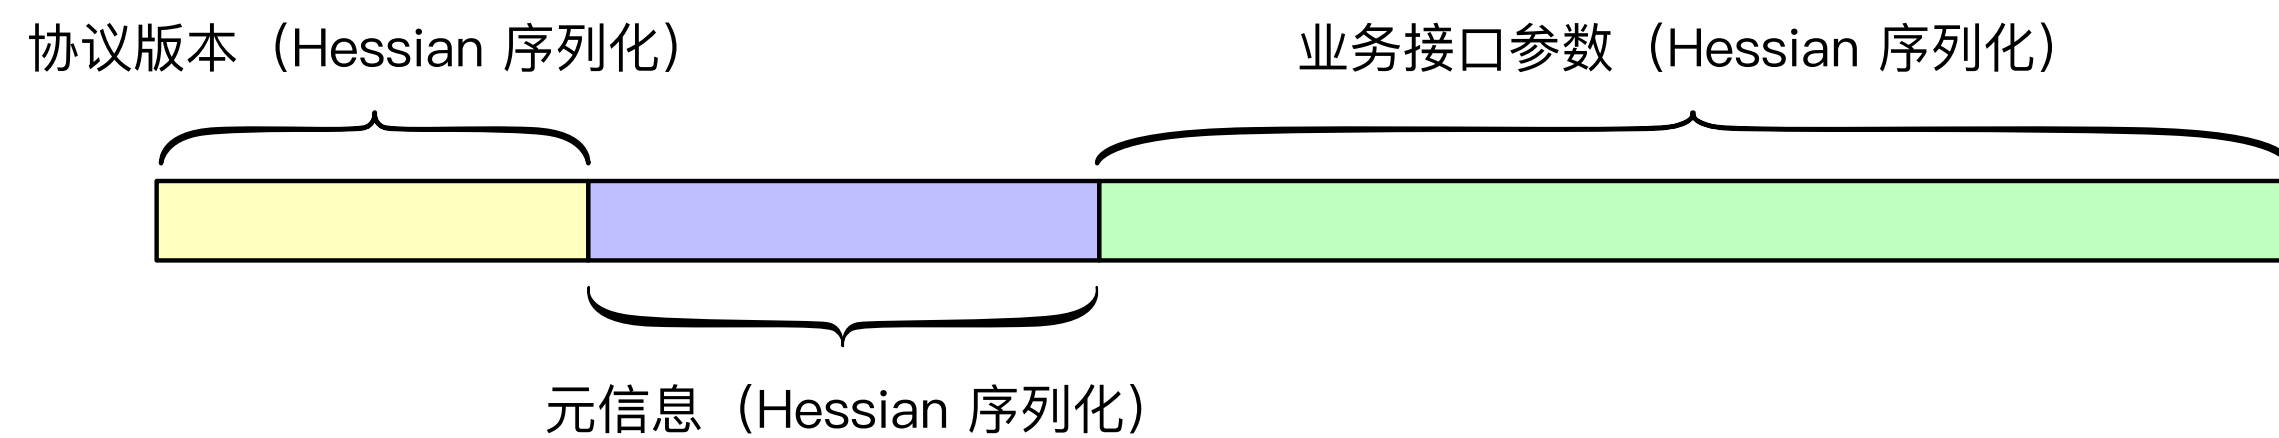 协议版本（Hessian 序列化）
业务接口参数（Hessian 序列化）
元信息（Hessian 序列化）